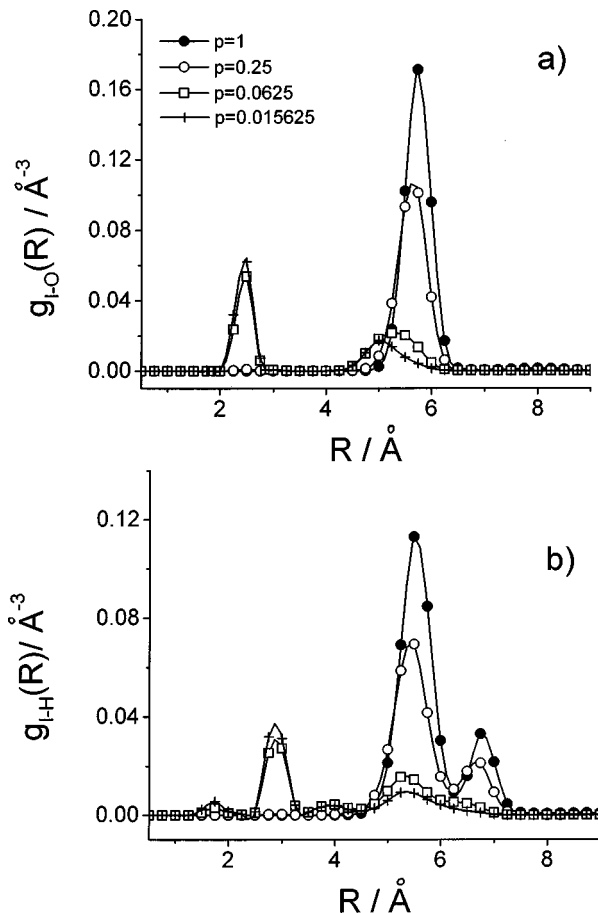 0.20
0.16
0.12
0.08
0.04
0.00
g_I-O(R) / Å^-3
p=1
p=0.25
p=0.0625
p=0.015625
a)
2 4 6 8
R / Å
0.12
0.08
0.04
0.00
g_I-H(R)/ Å^-3
b)
2 4 6 8
R / Å